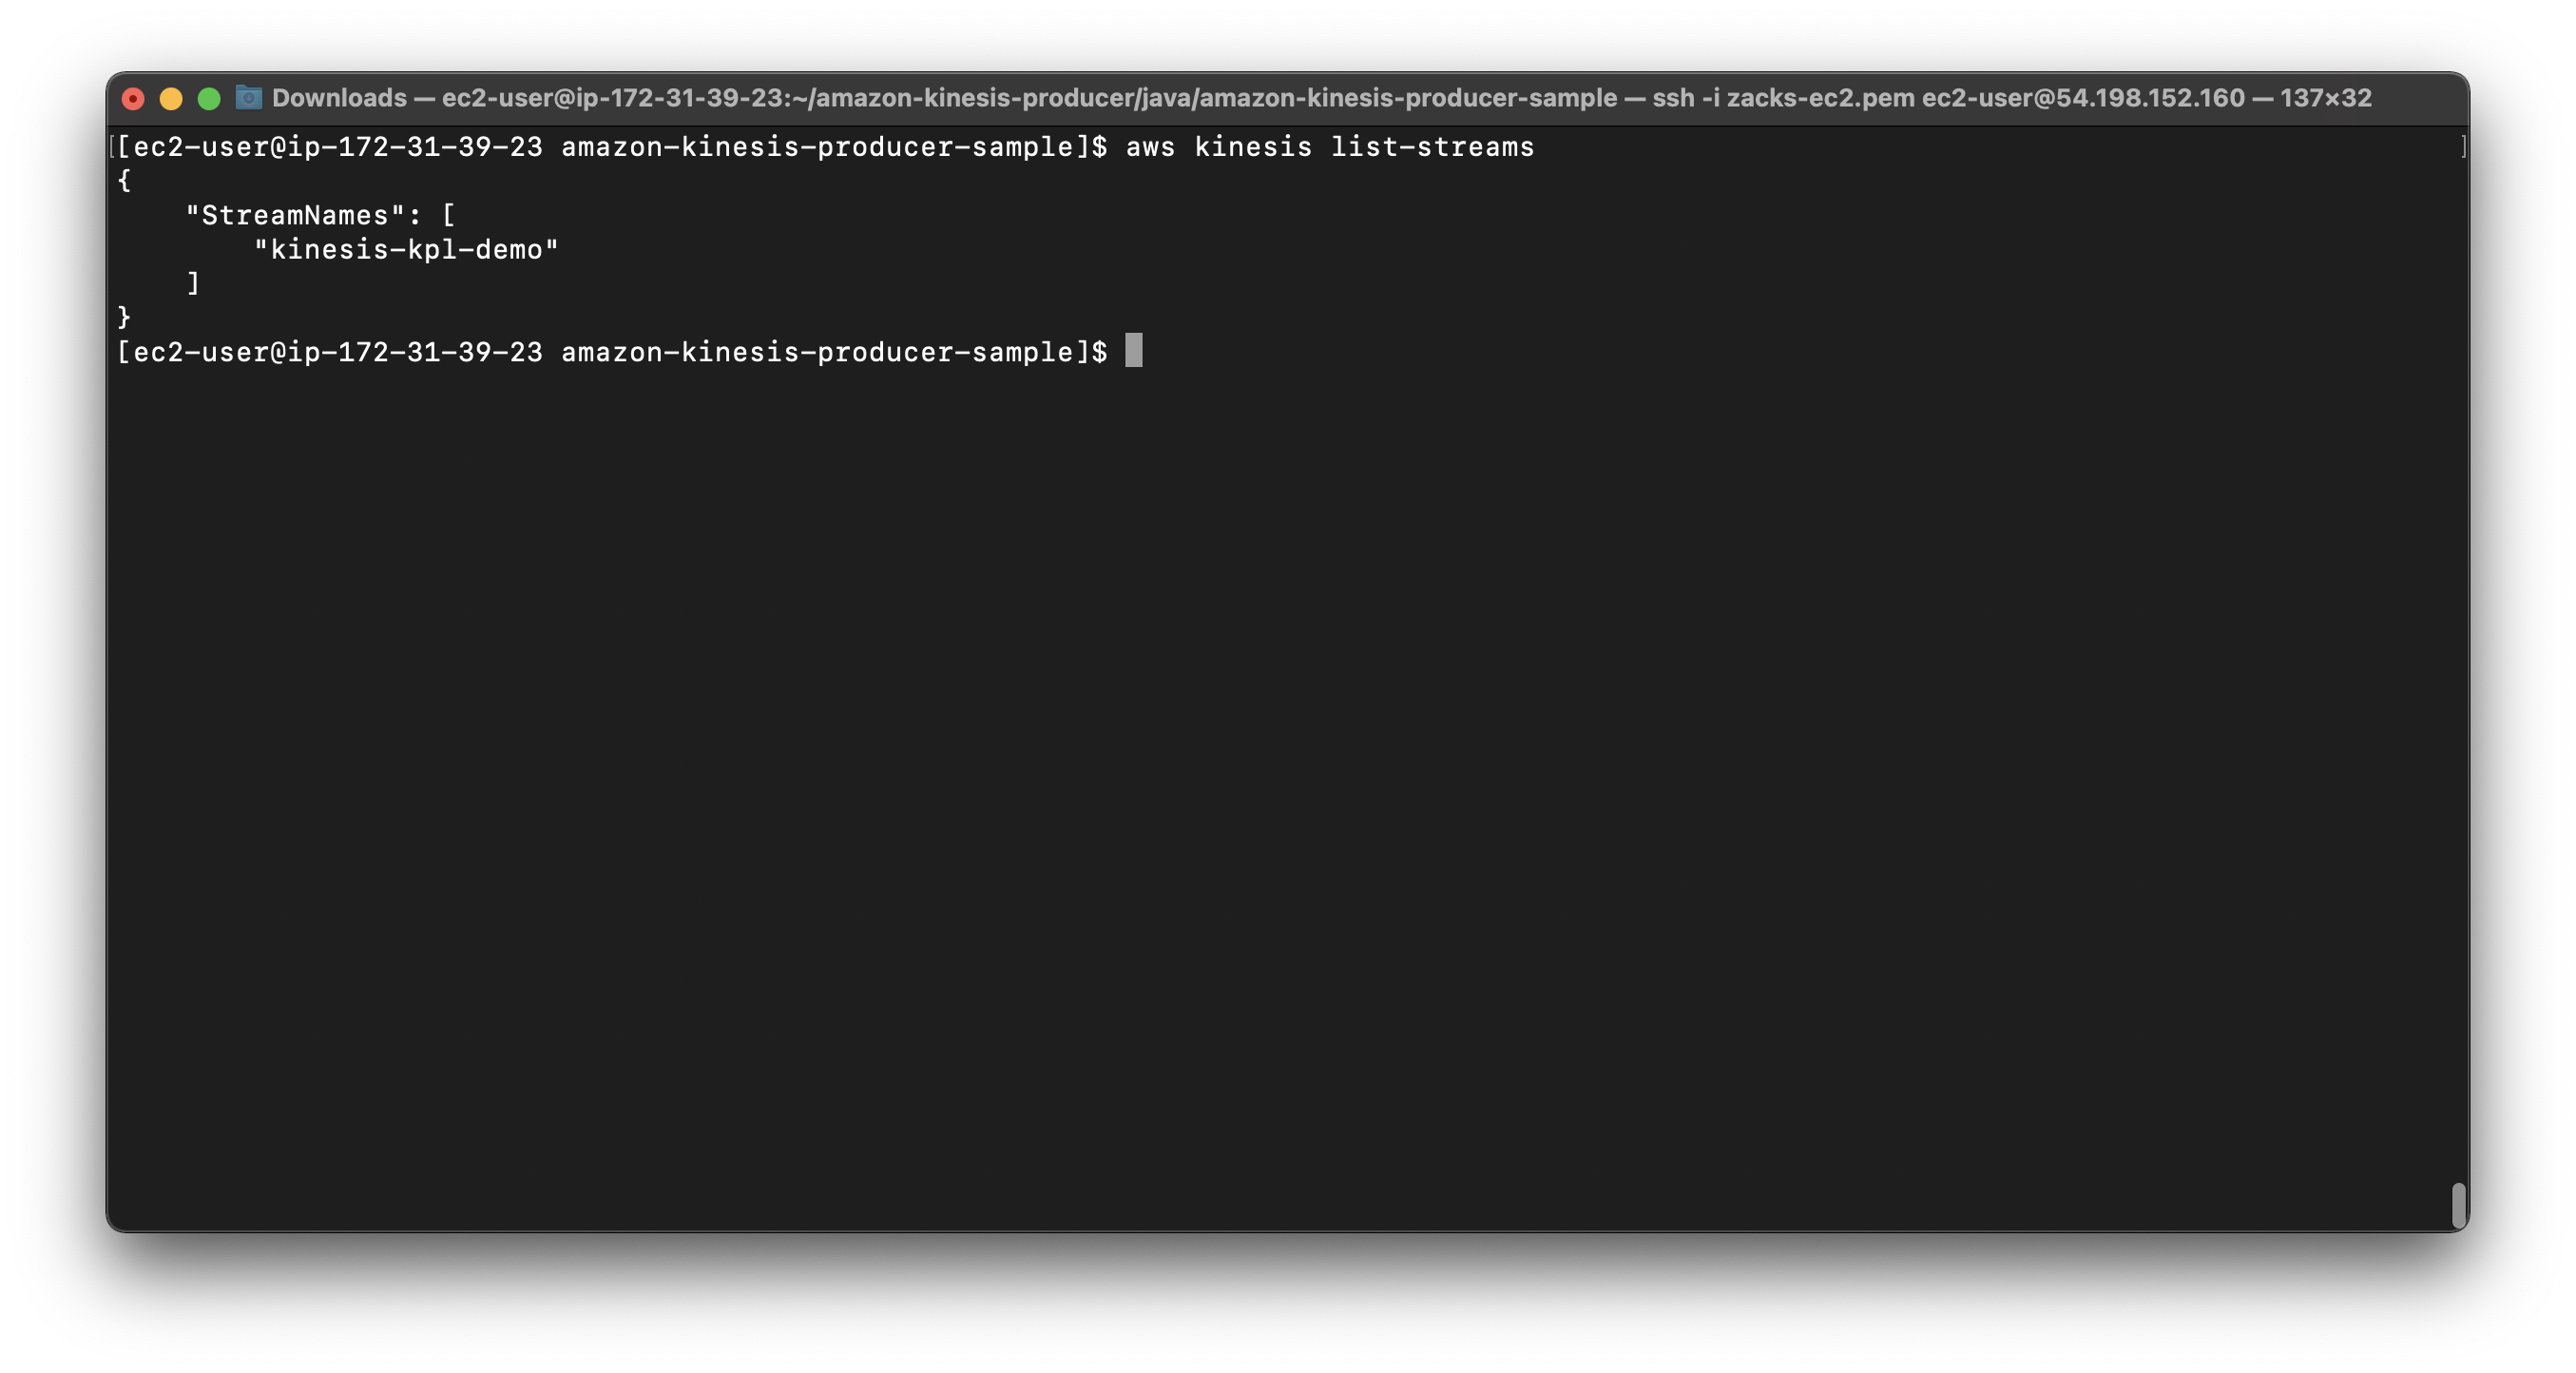 Downloads — ec2-user@ip-172-31-39-23:~/amazon-kinesis-producer/java/amazon-kinesis-producer-sample — ssh -i zacks-ec2.pem ec2-user@54.198.152.160 — 137×32
[[ec2-user@ip-172-31-39-23 amazon-kinesis-producer-sample]$ aws kinesis list-streams ]
{
    "StreamNames": [
        "kinesis-kpl-demo"
    ]
}
[ec2-user@ip-172-31-39-23 amazon-kinesis-producer-sample]$